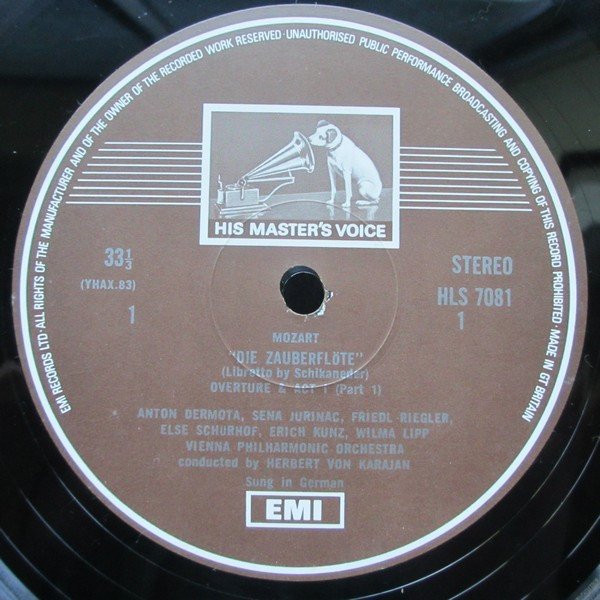 EMI RECORDS LTD·ALL RIGHTS OF THE MANUFACTURER AND OF THE OWNER OF THE RECORDED WORK RESERVED·UNAUTHORISED PUBLIC PERFORMANCE BROADCASTING AND COPYING OF THIS RECORD PROHIBITED·MADE IN GT BRITAIN
HIS MASTER'S VOICE
33⅓
(YHAX.83)
1
STEREO
HLS 7081
1
MOZART
"DIE ZAUBERFLÖTE"
(Libretto by Schikaneder)
OVERTURE & ACT I (Part 1)
ANTON DERMOTA, SENA JURINAC, FRIEDL RIEGLER,
ELSE SCHURHOF, ERICH KUNZ, WILMA LIPP
VIENNA PHILHARMONIC ORCHESTRA
conducted by HERBERT VON KARAJAN
Sung in German
EMI